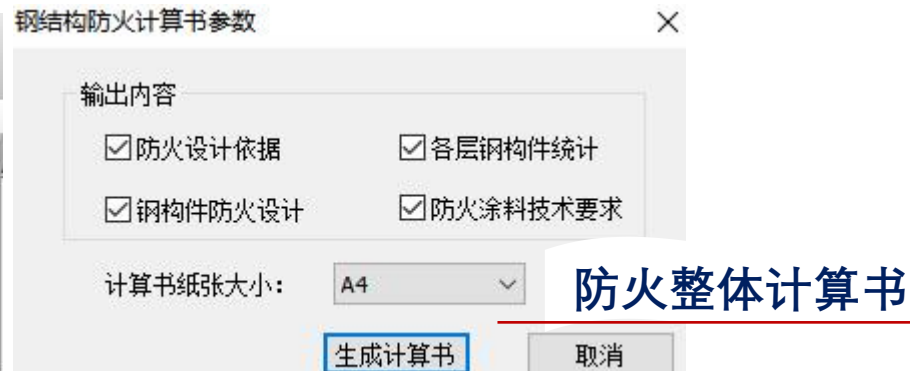 钢结构防火计算书参数
输出内容
防火设计依据 各层钢构件统计
钢构件防火设计 防火涂料技术要求
计算书纸张大小: A4
防火整体计算书
生成计算书 取消